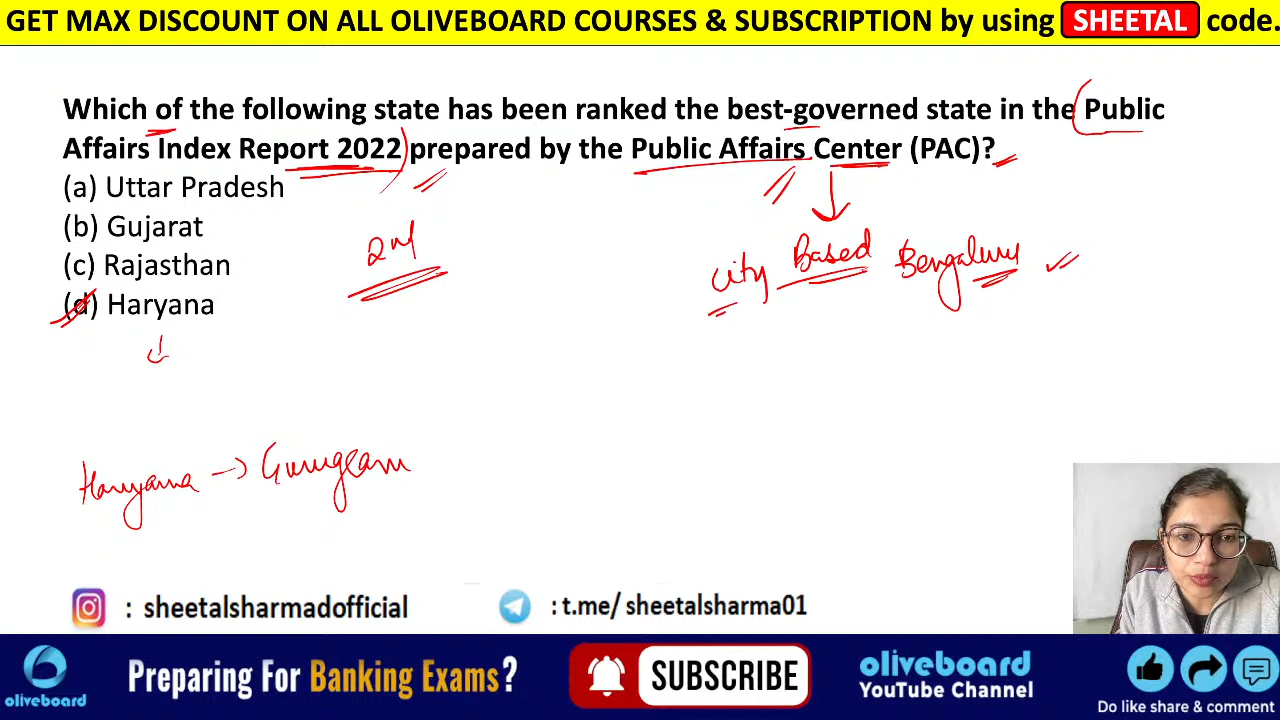 GET MAX DISCOUNT ON ALL OLIVEBOARD COURSES & SUBSCRIPTION by using SHEETAL code.
Which of the following state has been ranked the best-governed state in the Public
Affairs Index Report 2022 prepared by the Public Affairs Center (PAC)?
(a) Uttar Pradesh
(b) Gujarat
(c) Rajasthan
(d) Haryana
2nd
City Based Bengaluru
Haryana → Gurugram
: sheetalsharmadofficial
: t.me/ sheetalsharma01
oliveboard
Preparing For Banking Exams?
SUBSCRIBE
oliveboard
YouTube Channel
Do like share & comment